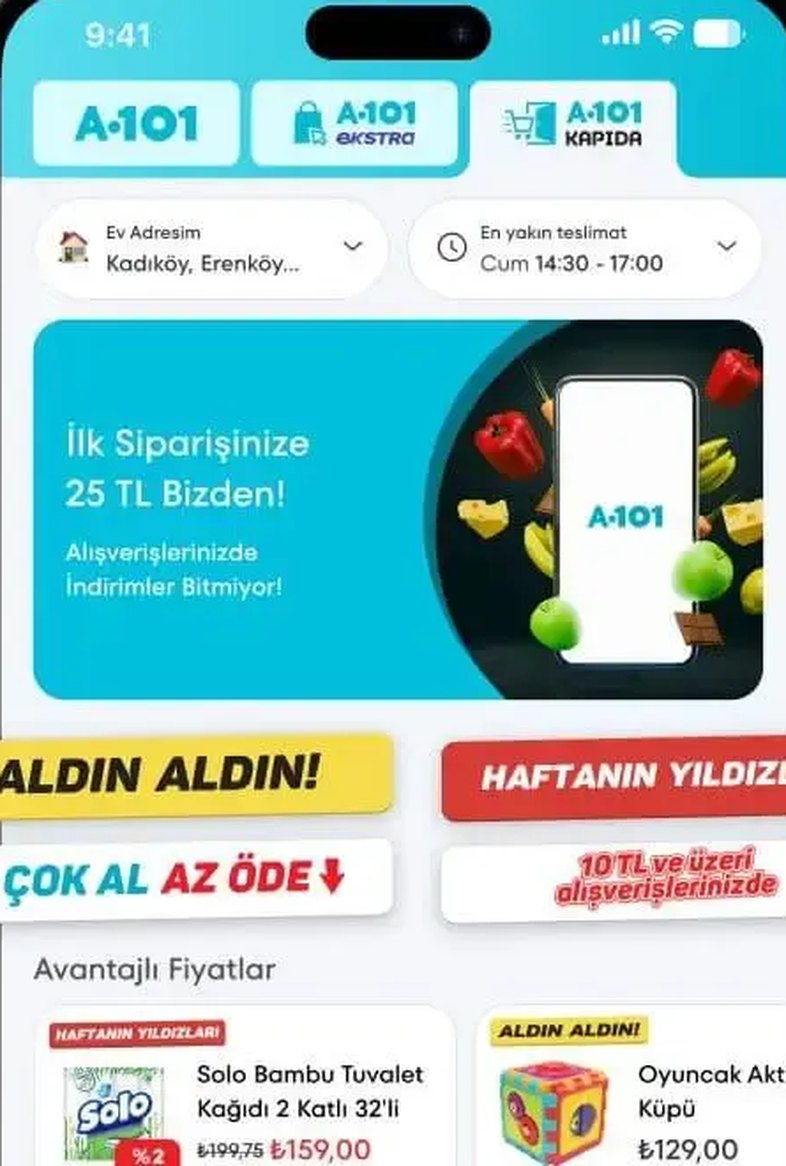 9:41
A101
A101
EKSTRA
A101
KAPIDA
Ev Adresim
Kadıköy, Erenköy...
En yakın teslimat
Cum 14:30 - 17:00
İlk Siparişinize
25 TL Bizden!
Alışverişlerinizde
İndirimler Bitmiyor!
A101
ALDIN ALDIN!
HAFTANIN YILDIZL
ÇOK AL AZ ÖDE
10 TL ve üzeri
alışverişlerinizde
Avantajlı Fiyatlar
HAFTANIN YILDIZLARI
Solo Bambu Tuvalet
Kağıdı 2 Katlı 32'li
₺199,75 ₺159,00
Solo
%2
ALDIN ALDIN!
Oyuncak Akt
Küpü
₺129,00